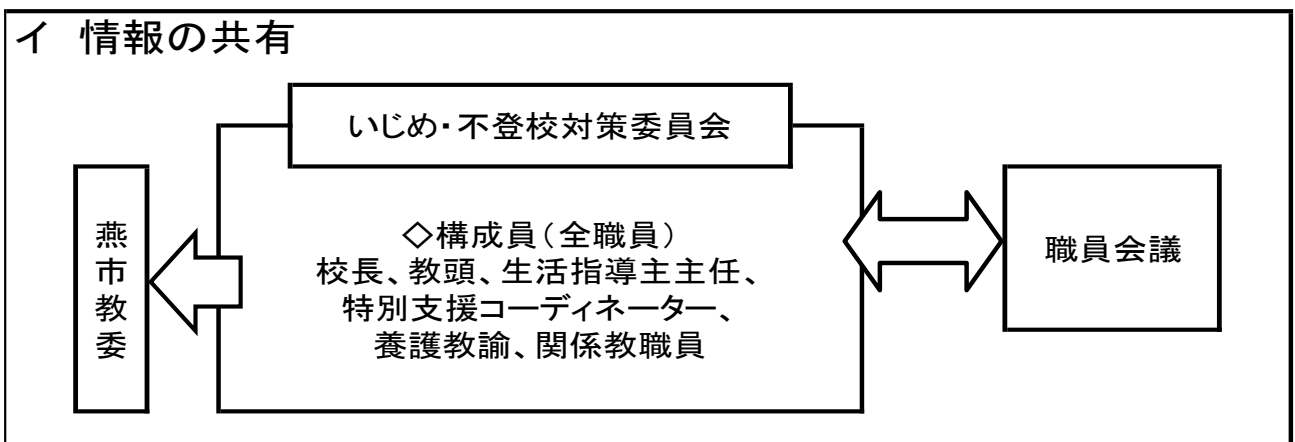 イ 情報の共有
いじめ・不登校対策委員会
燕市教委
◇構成員（全職員）
校長、教頭、生活指導主主任、
特別支援コーディネーター、
養護教諭、関係教職員
職員会議